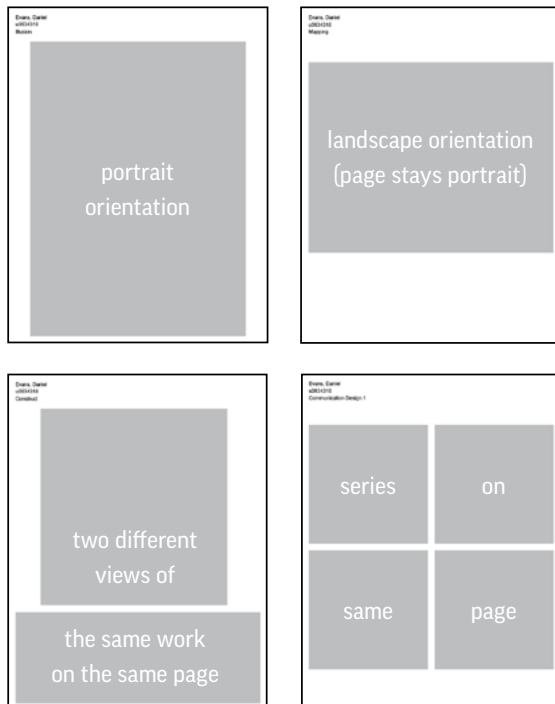 Evans, Daniel
Illusion
portrait
orientation
Evans, Daniel
Mapping
landscape orientation
(page stays portrait)
Evans, Daniel
Construct
two different
views of
the same work
on the same page
Evans, Daniel
Communication Design 1
series
on
same
page